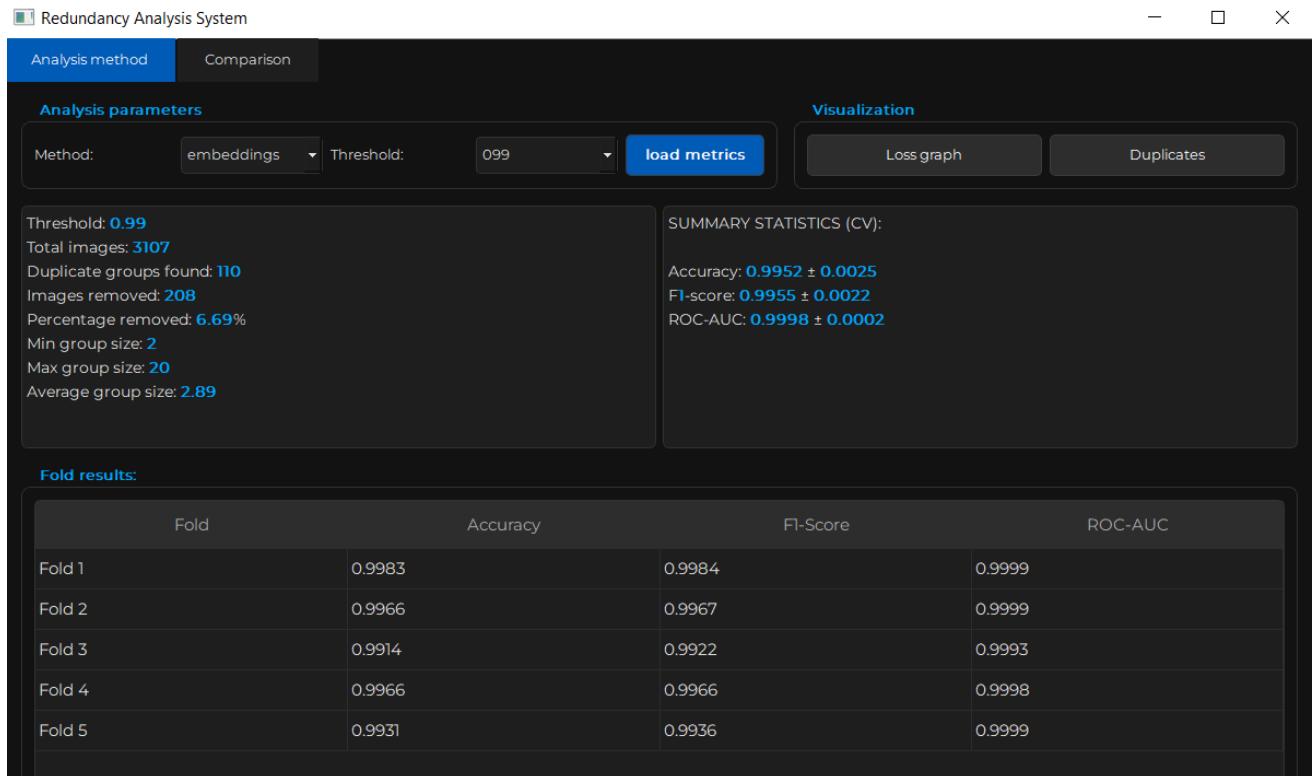 Redundancy Analysis System
Analysis method Comparison
Analysis parameters
Method: embeddings Threshold: 099 load metrics
Visualization
Loss graph Duplicates
Threshold: 0.99
Total images: 3107
Duplicate groups found: 110
Images removed: 208
Percentage removed: 6.69%
Min group size: 2
Max group size: 20
Average group size: 2.89
SUMMARY STATISTICS (CV):
Accuracy: 0.9952 ± 0.0025
F1-score: 0.9955 ± 0.0022
ROC-AUC: 0.9998 ± 0.0002
Fold results:
Fold Accuracy F1-Score ROC-AUC
Fold 1 0.9983 0.9984 0.9999
Fold 2 0.9966 0.9967 0.9999
Fold 3 0.9914 0.9922 0.9993
Fold 4 0.9966 0.9966 0.9998
Fold 5 0.9931 0.9936 0.9999